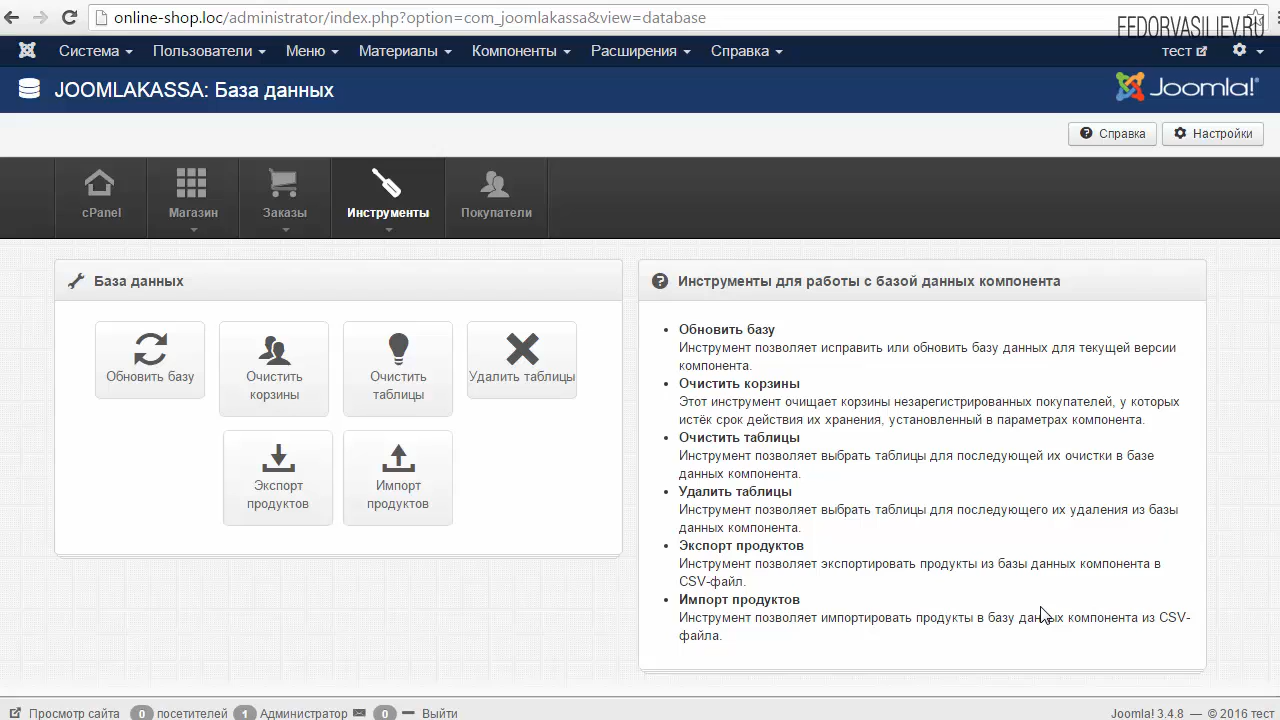 online-shop.loc/administrator/index.php?option=com_joomlakassa&view=database
FEDORVASILIEV.RU
Система Пользователи Меню Материалы Компоненты Расширения Справка тест
JOOMLAKASSA: База данных
Joomla!
Справка Настройки
cPanel Магазин Заказы Инструменты Покупатели
База данных
Обновить базу
Очистить корзины
Очистить таблицы
Удалить таблицы
Экспорт продуктов
Импорт продуктов
Инструменты для работы с базой данных компонента
Обновить базу
Инструмент позволяет исправить или обновить базу данных для текущей версии
компонента.
Очистить корзины
Этот инструмент очищает корзины незарегистрированных покупателей, у которых
истёк срок действия их хранения, установленный в параметрах компонента.
Очистить таблицы
Инструмент позволяет выбрать таблицы для последующей их очистки в базе
данных компонента.
Удалить таблицы
Инструмент позволяет выбрать таблицы для последующего их удаления из базы
данных компонента.
Экспорт продуктов
Инструмент позволяет экспортировать продукты из базы данных компонента в
CSV-файл.
Импорт продуктов
Инструмент позволяет импортировать продукты в базу данных компонента из CSV-
файла.
Просмотр сайта 0 посетителей 1 Администратор 0 Выйти
Joomla! 3.4.8 — © 2016 тест